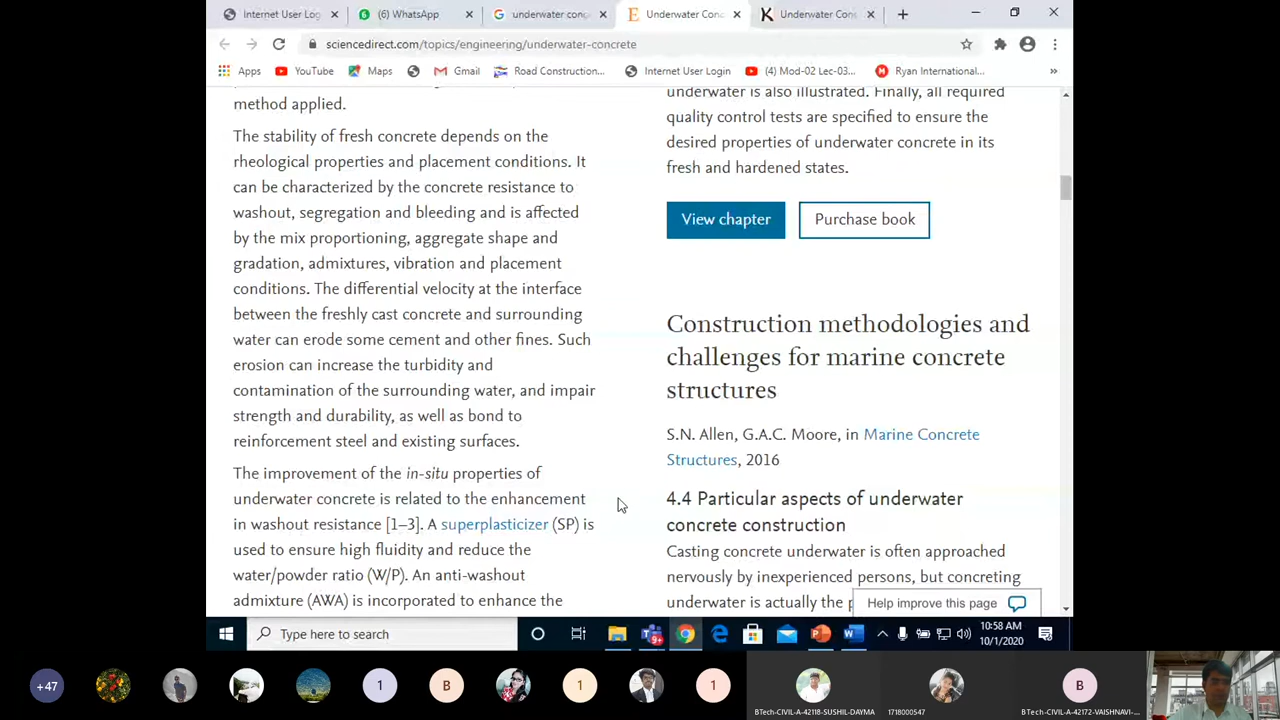 Internet User Log
(6) WhatsApp
underwater conc
Underwater Conc
Underwater Conc
sciencedirect.com/topics/engineering/underwater-concrete
Apps
YouTube
Maps
Gmail
Road Construction...
Internet User Login
(4) Mod-02 Lec-03...
Ryan International...
method applied.
The stability of fresh concrete depends on the
rheological properties and placement conditions. It
can be characterized by the concrete resistance to
washout, segregation and bleeding and is affected
by the mix proportioning, aggregate shape and
gradation, admixtures, vibration and placement
conditions. The differential velocity at the interface
between the freshly cast concrete and surrounding
water can erode some cement and other fines. Such
erosion can increase the turbidity and
contamination of the surrounding water, and impair
strength and durability, as well as bond to
reinforcement steel and existing surfaces.
The improvement of the in-situ properties of
underwater concrete is related to the enhancement
in washout resistance [1–3]. A superplasticizer (SP) is
used to ensure high fluidity and reduce the
water/powder ratio (W/P). An anti-washout
admixture (AWA) is incorporated to enhance the
underwater is also illustrated. Finally, all required
quality control tests are specified to ensure the
desired properties of underwater concrete in its
fresh and hardened states.
View chapter
Purchase book
Construction methodologies and
challenges for marine concrete
structures
S.N. Allen, G.A.C. Moore, in Marine Concrete
Structures, 2016
4.4 Particular aspects of underwater
concrete construction
Casting concrete underwater is often approached
nervously by inexperienced persons, but concreting
underwater is actually the p
Help improve this page
Type here to search
9+
10:58 AM
10/1/2020
+47
1
B
1
1
BTech-CIVIL-A-42118-SUSHIL-DAYMA
1718000547
B
BTech-CIVIL-A-42172-VAISHNAVI-...